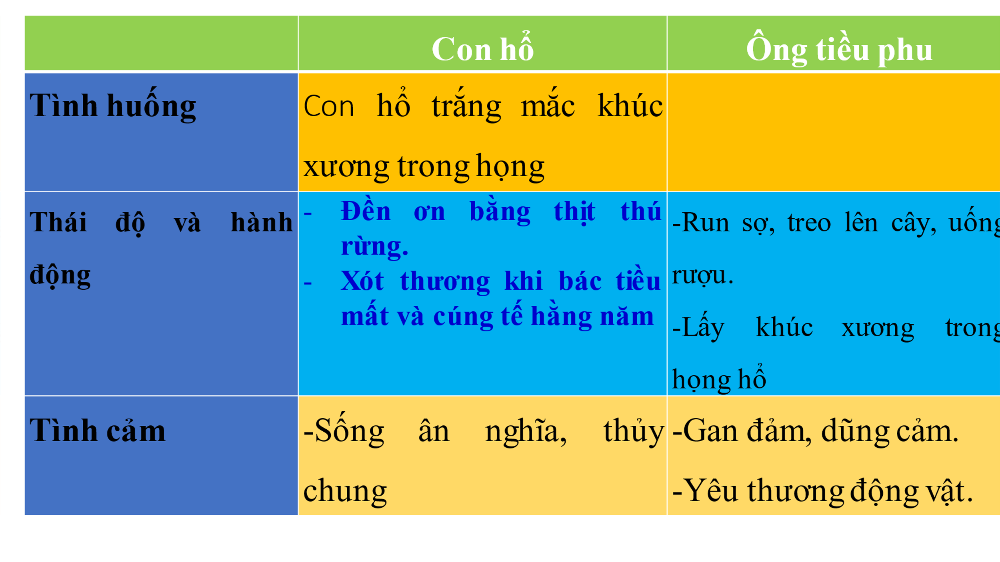 Con hổ
Ông tiều phu
Tình huống
Con hổ trắng mắc khúc
xương trong họng
Thái độ và hành
động
- Đền ơn bằng thịt thú
rừng.
- Xót thương khi bác tiều
mất và cúng tế hằng năm
-Run sợ, treo lên cây, uống
rượu.
-Lấy khúc xương trong
họng hổ
Tình cảm
-Sống ân nghĩa, thủy
chung
-Gan đảm, dũng cảm.
-Yêu thương động vật.